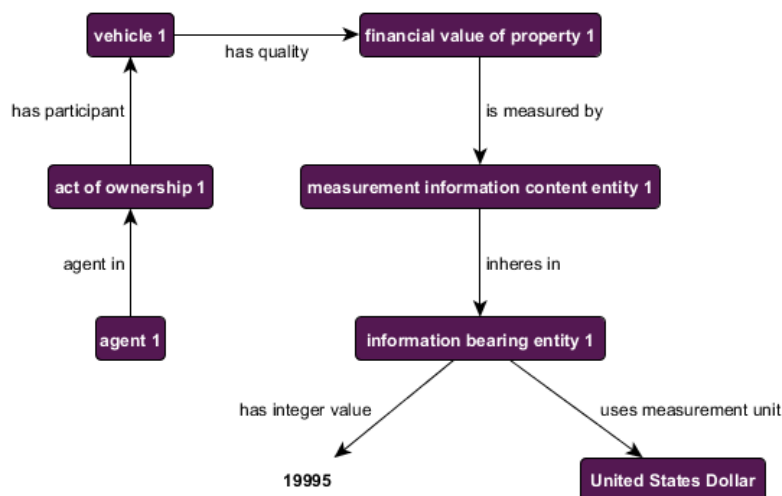 vehicle 1
has quality
financial value of property 1
has participant
is measured by
act of ownership 1
measurement information content entity 1
agent in
inheres in
agent 1
information bearing entity 1
has integer value
uses measurement unit
19995
United States Dollar